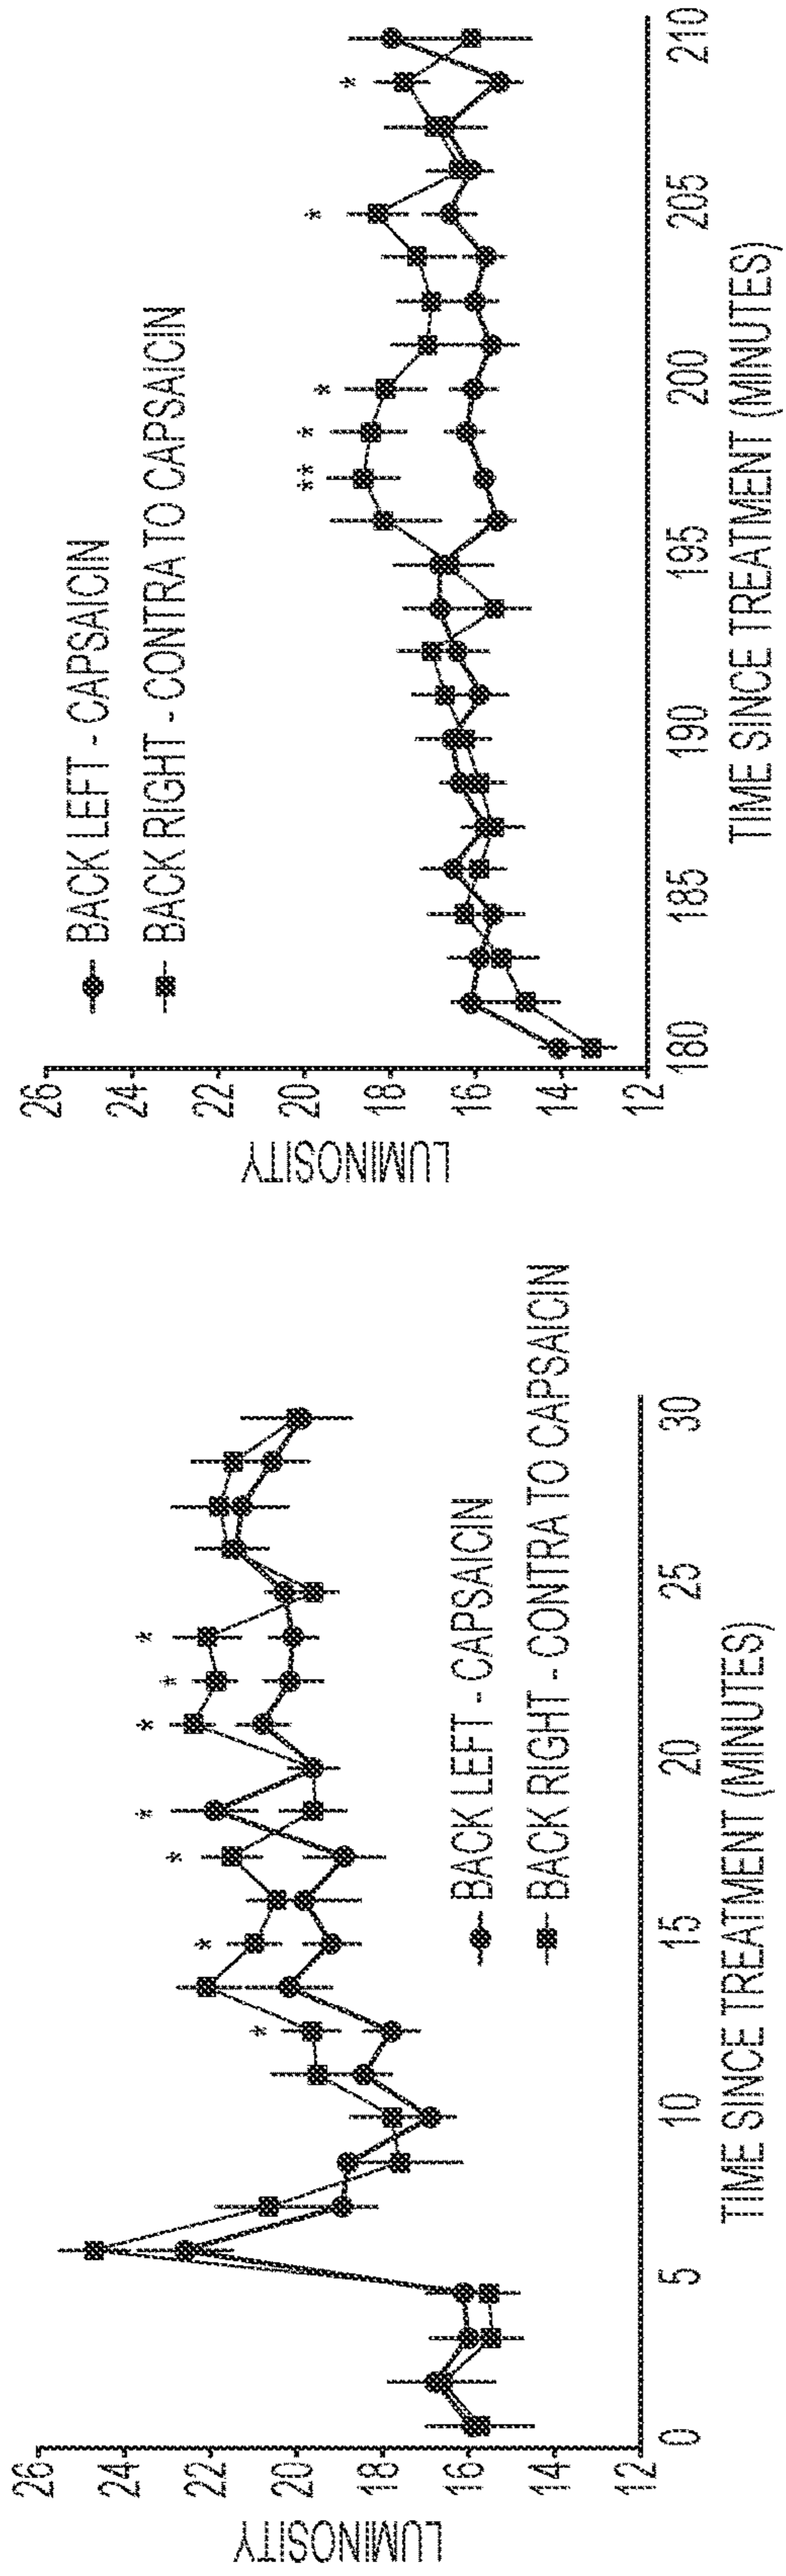 LUMINOSITY
26
24
22
20
18
16
14
12
* * * * * * *
BACK LEFT - CAPSAICIN
BACK RIGHT - CONTRA TO CAPSAICIN
0 5 10 15 20 25 30
TIME SINCE TREATMENT (MINUTES)
LUMINOSITY
26
24
22
20
18
16
14
12
BACK LEFT - CAPSAICIN
BACK RIGHT - CONTRA TO CAPSAICIN
** * * * *
180 185 190 195 200 205 210
TIME SINCE TREATMENT (MINUTES)